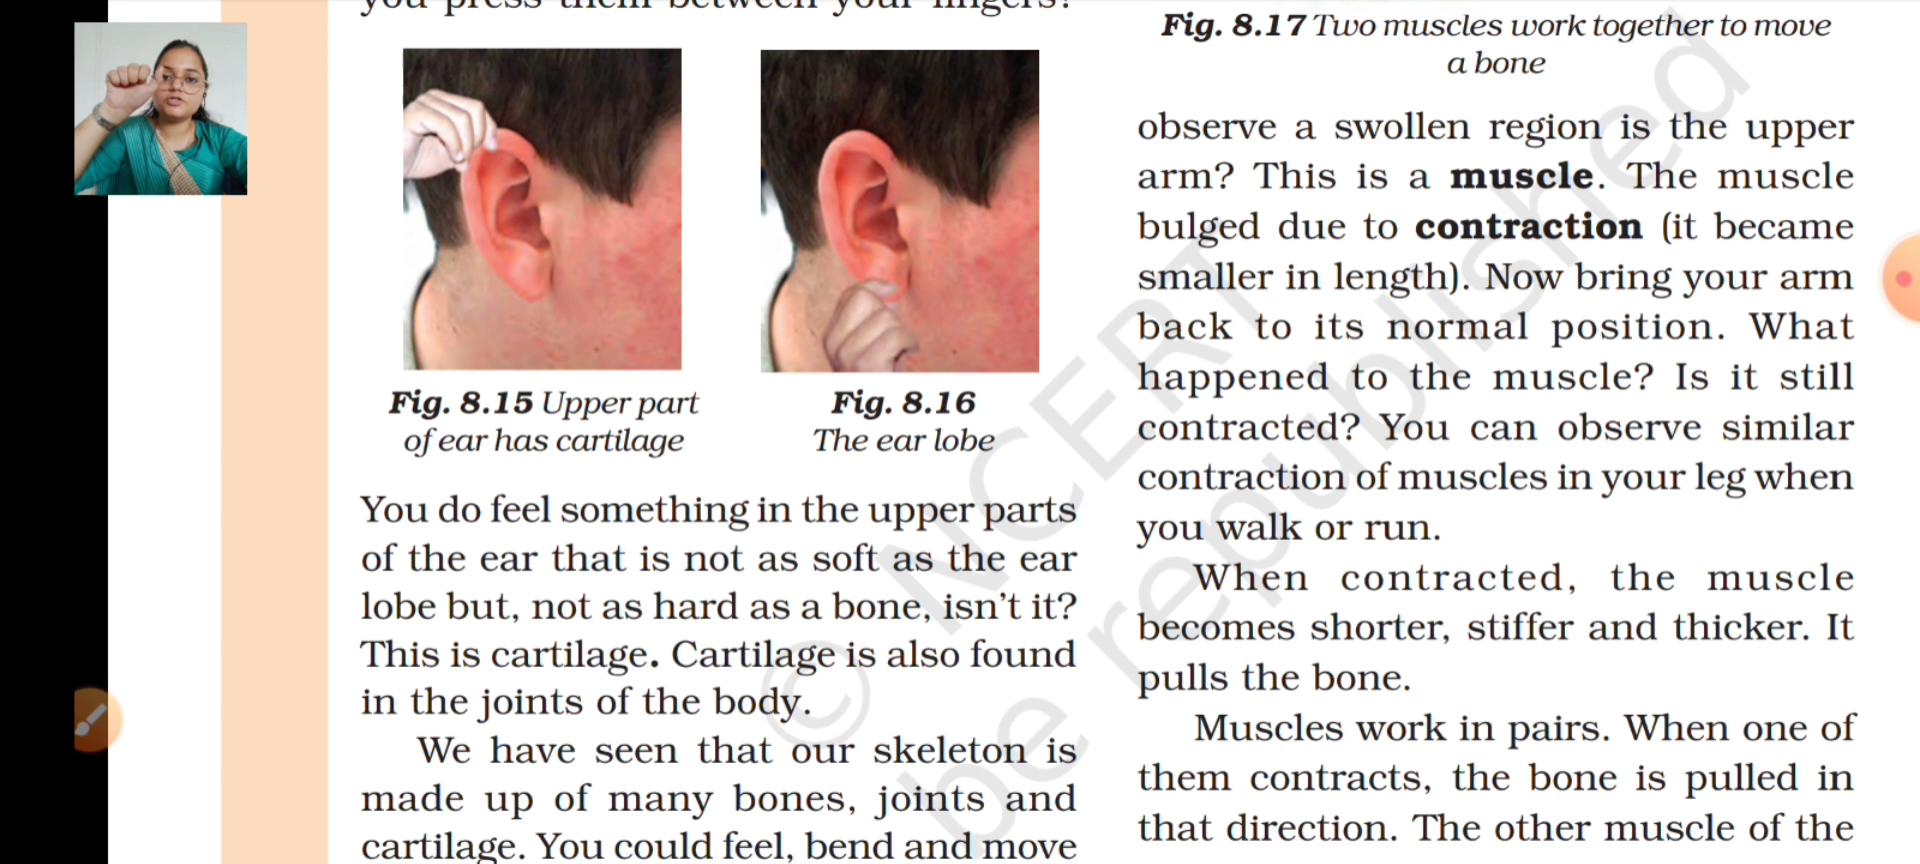 you press them between your fingers?
Fig. 8.15 Upper part
of ear has cartilage
Fig. 8.16
The ear lobe
You do feel something in the upper parts
of the ear that is not as soft as the ear
lobe but, not as hard as a bone, isn’t it?
This is cartilage. Cartilage is also found
in the joints of the body.
We have seen that our skeleton is
made up of many bones, joints and
cartilage. You could feel, bend and move
Fig. 8.17 Two muscles work together to move
a bone
observe a swollen region is the upper
arm? This is a muscle. The muscle
bulged due to contraction (it became
smaller in length). Now bring your arm
back to its normal position. What
happened to the muscle? Is it still
contracted? You can observe similar
contraction of muscles in your leg when
you walk or run.
When contracted, the muscle
becomes shorter, stiffer and thicker. It
pulls the bone.
Muscles work in pairs. When one of
them contracts, the bone is pulled in
that direction. The other muscle of the
© NCERT
be republished